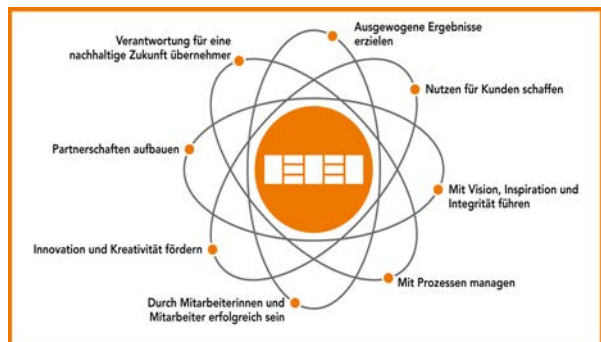 Ausgewogene Ergebnisse
erzielen
Verantwortung für eine
nachhaltige Zukunft übernehmer
Nutzen für Kunden schaffen
Partnerschaften aufbauen
Mit Vision, Inspiration und
Integrität führen
Innovation und Kreativität fördern
Mit Prozessen managen
Durch Mitarbeiterinnen und
Mitarbeiter erfolgreich sein